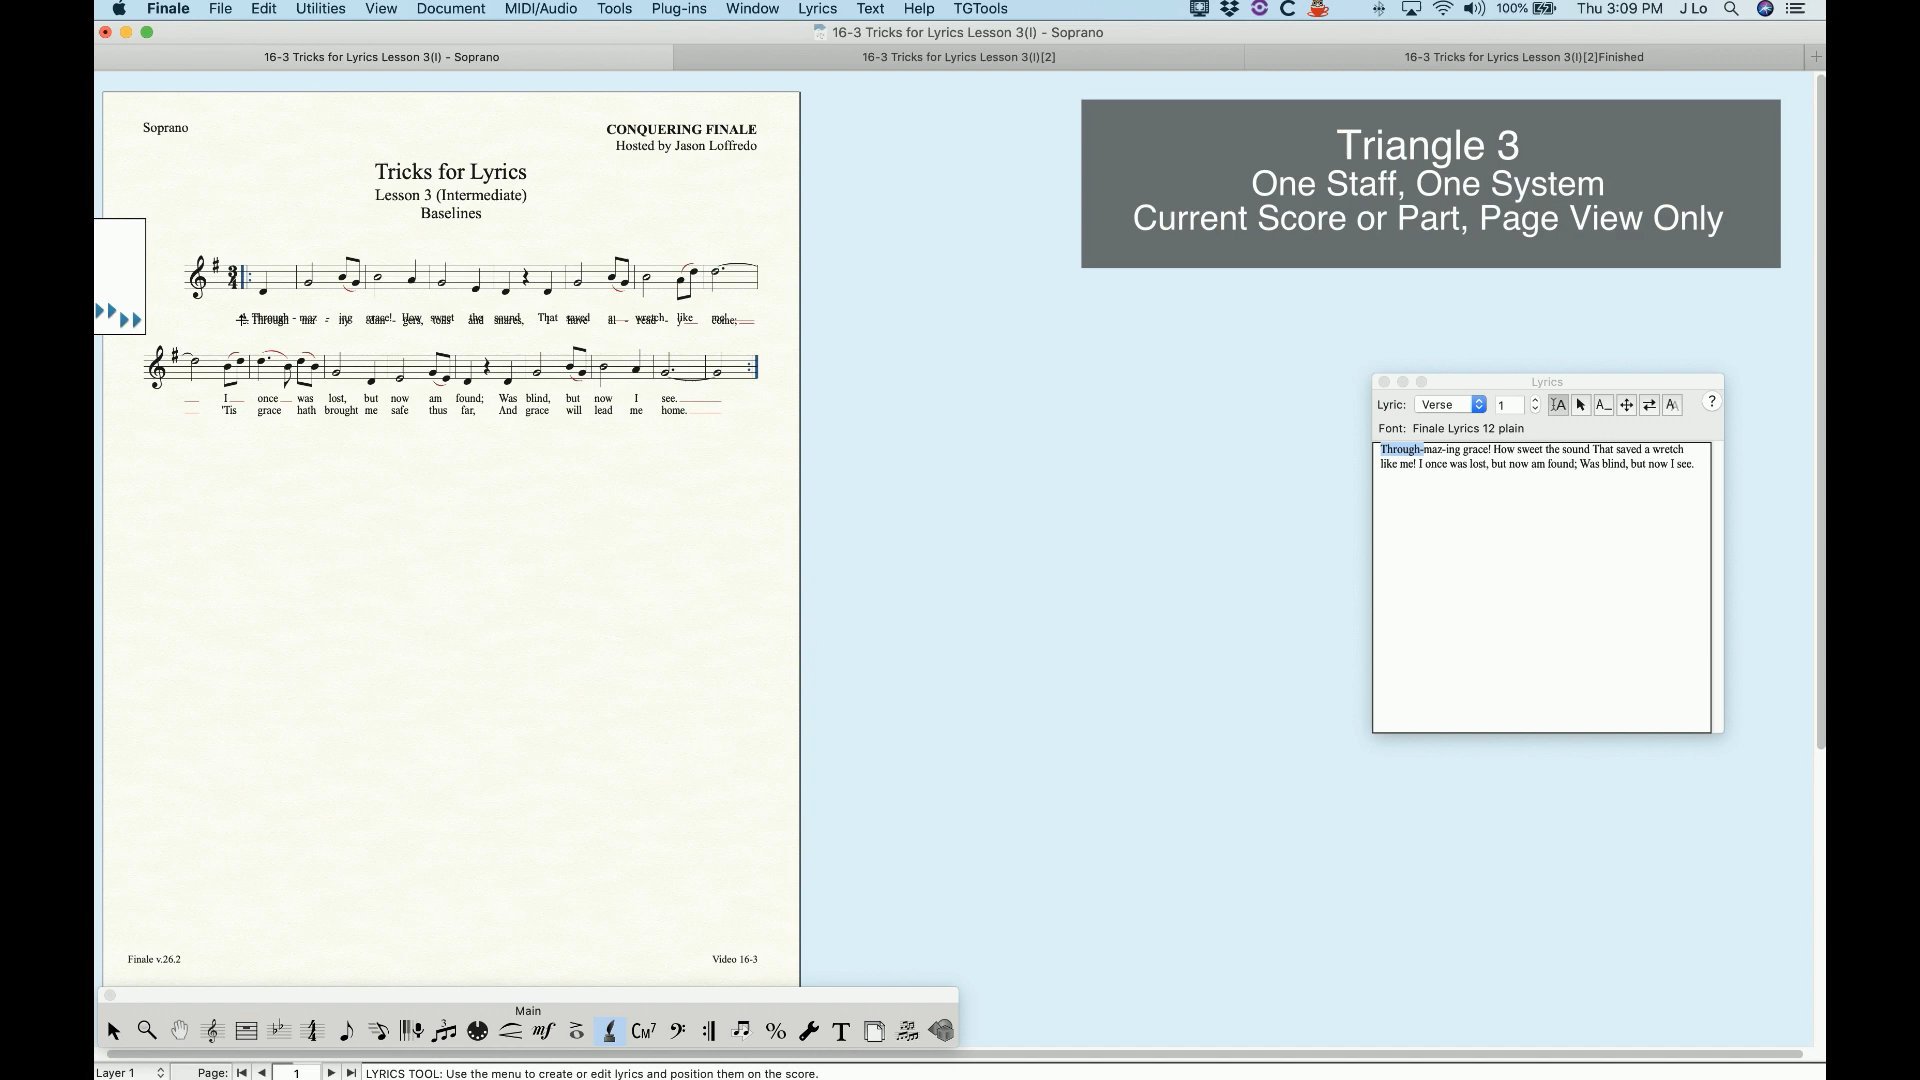 Finale File Edit Utilities View Document MIDI/Audio Tools Plug-ins Window Lyrics Text Help TGTools 100% Thu 3:09 PM J Lo
16-3 Tricks for Lyrics Lesson 3(I) - Soprano
16-3 Tricks for Lyrics Lesson 3(I) - Soprano
16-3 Tricks for Lyrics Lesson 3(I)[2]
16-3 Tricks for Lyrics Lesson 3(I)[2]Finished
Soprano
CONQUERING FINALE
Hosted by Jason Loffredo
Tricks for Lyrics
Lesson 3 (Intermediate)
Baselines
I once was lost, but now am found; Was blind, but now I see.
'Tis grace hath brought me safe thus far, And grace will lead me home.
Finale v.26.2
Video 16-3
Triangle 3
One Staff, One System
Current Score or Part, Page View Only
Lyrics
Lyric: Verse 1
?
Font: Finale Lyrics 12 plain
Through-maz-ing grace! How sweet the sound That saved a wretch
like me! I once was lost, but now am found; Was blind, but now I see.
Main
Layer 1 Page: 1 LYRICS TOOL: Use the menu to create or edit lyrics and position them on the score.